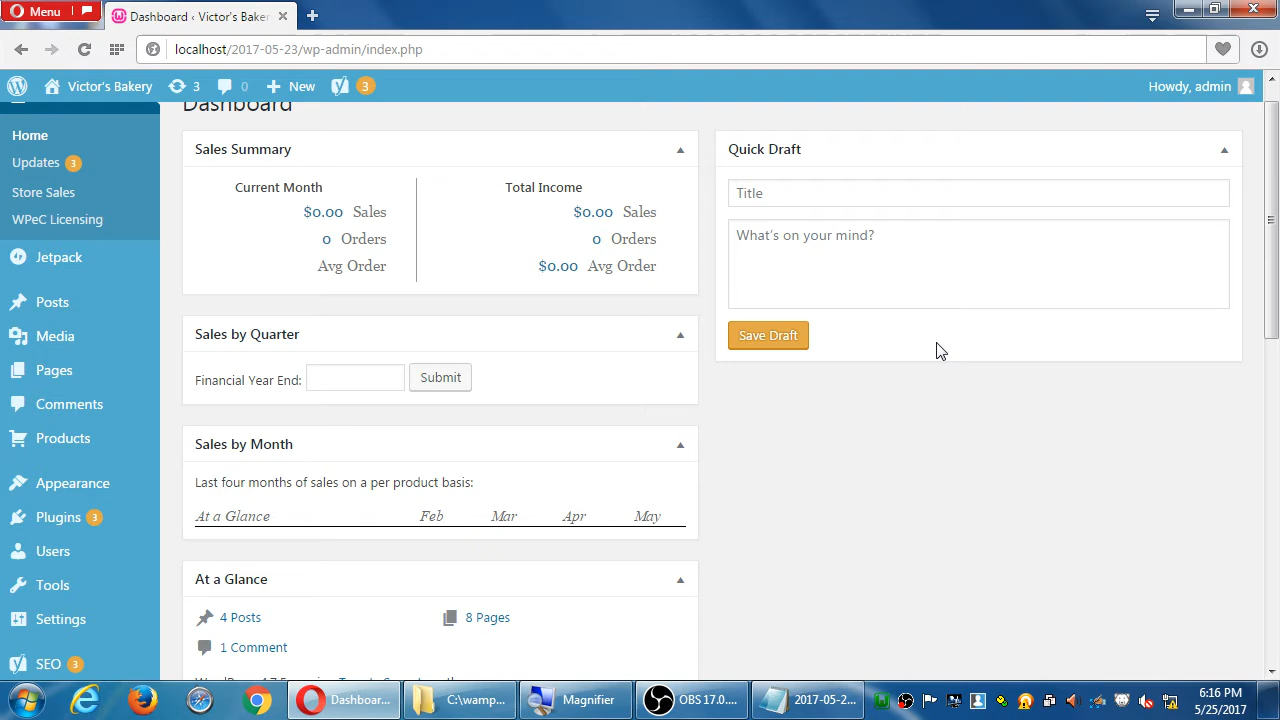 Menu
Dashboard ‹ Victor's Baker
localhost/2017-05-23/wp-admin/index.php
Victor's Bakery 3 0 New 3
Howdy, admin
Dashboard
Home
Updates 3
Store Sales
WPeC Licensing
Jetpack
Posts
Media
Pages
Comments
Products
Appearance
Plugins 3
Users
Tools
Settings
SEO 3
Sales Summary
Current Month
$0.00 Sales
0 Orders
Avg Order
Total Income
$0.00 Sales
0 Orders
$0.00 Avg Order
Sales by Quarter
Financial Year End:
Submit
Sales by Month
Last four months of sales on a per product basis:
At a Glance Feb Mar Apr May
At a Glance
4 Posts
8 Pages
1 Comment
Quick Draft
Title
What's on your mind?
Save Draft
Dashboar...
C:\wamp...
Magnifier
OBS 17.0....
2017-05-2...
6:16 PM
5/25/2017